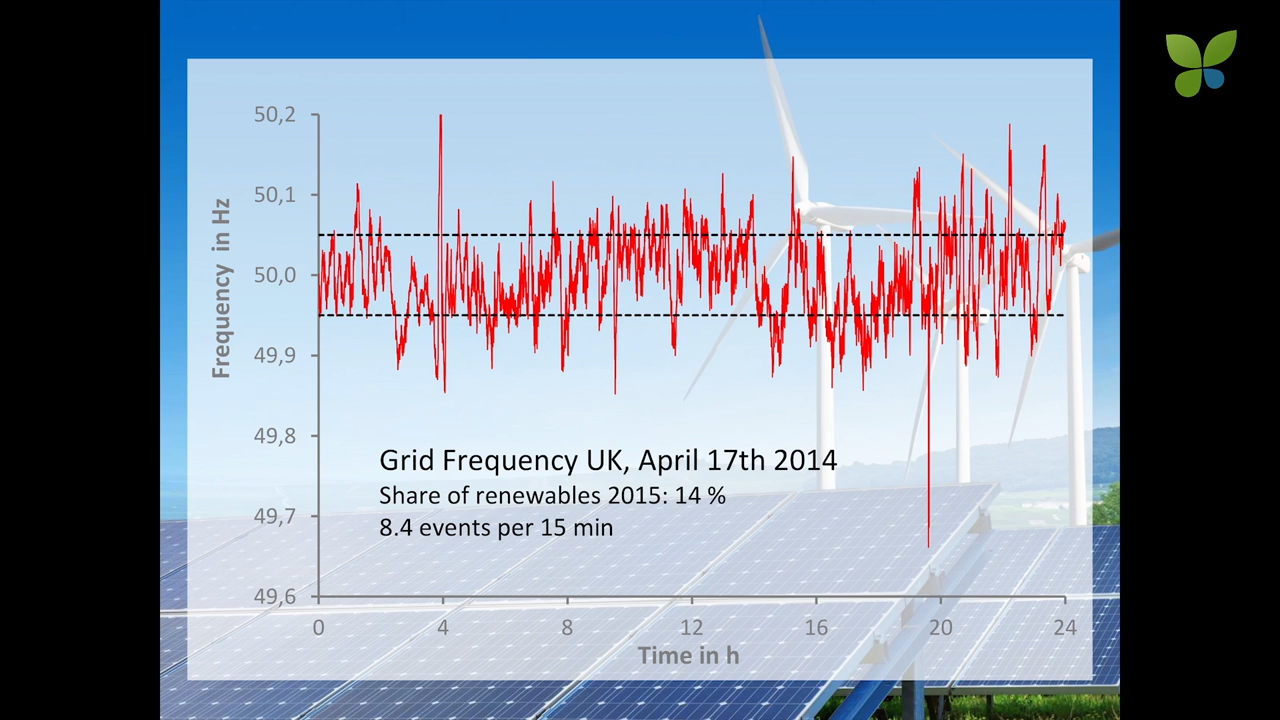 50,2
50,1
50,0
49,9
49,8
49,7
49,6
Frequency in Hz
Grid Frequency UK, April 17th 2014
Share of renewables 2015: 14 %
8.4 events per 15 min
0 4 8 12 16 20 24
Time in h